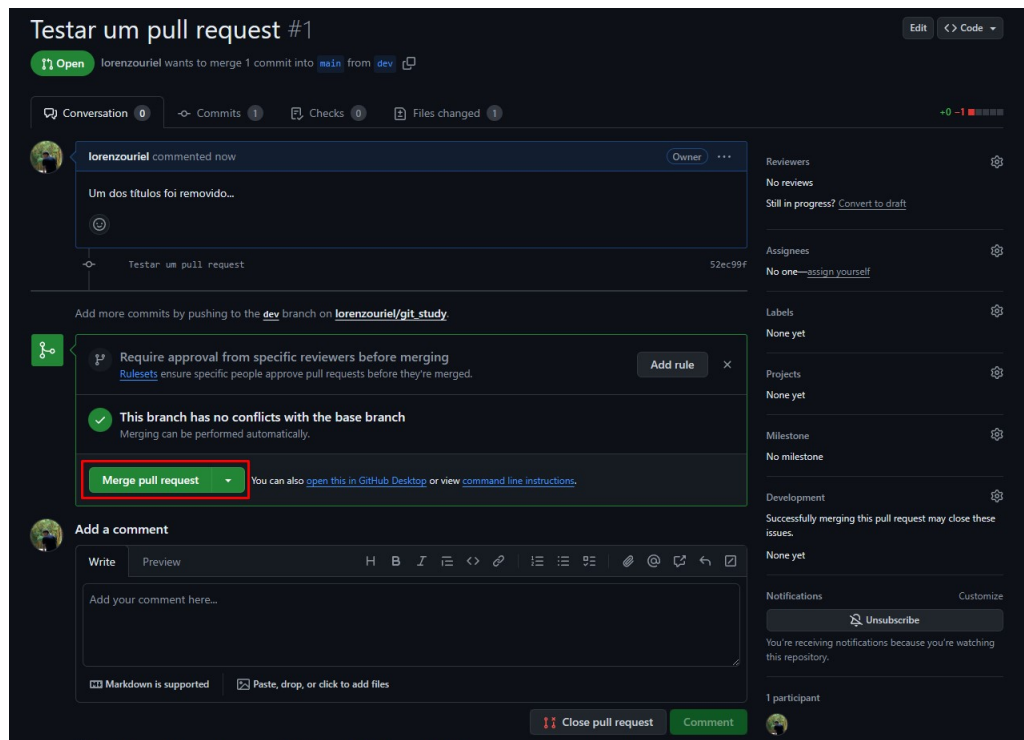 Testar um pull request #1
Edit
<> Code
Open
lorenzouriel wants to merge 1 commit into main from dev
Conversation 0
Commits 1
Checks 0
Files changed 1
+0 −1
lorenzouriel commented now
Owner
Um dos títulos foi removido...
Testar um pull request
52ec99f
Add more commits by pushing to the dev branch on lorenzouriel/git_study.
Require approval from specific reviewers before merging
Rulesets ensure specific people approve pull requests before they're merged.
Add rule
This branch has no conflicts with the base branch
Merging can be performed automatically.
Merge pull request
You can also open this in GitHub Desktop or view command line instructions.
Add a comment
Write
Preview
H B I
Add your comment here...
Markdown is supported
Paste, drop, or click to add files
Close pull request
Comment
Reviewers
No reviews
Still in progress? Convert to draft
Assignees
No one—assign yourself
Labels
None yet
Projects
None yet
Milestone
No milestone
Development
Successfully merging this pull request may close these
issues.
None yet
Notifications
Customize
Unsubscribe
You're receiving notifications because you're watching
this repository.
1 participant